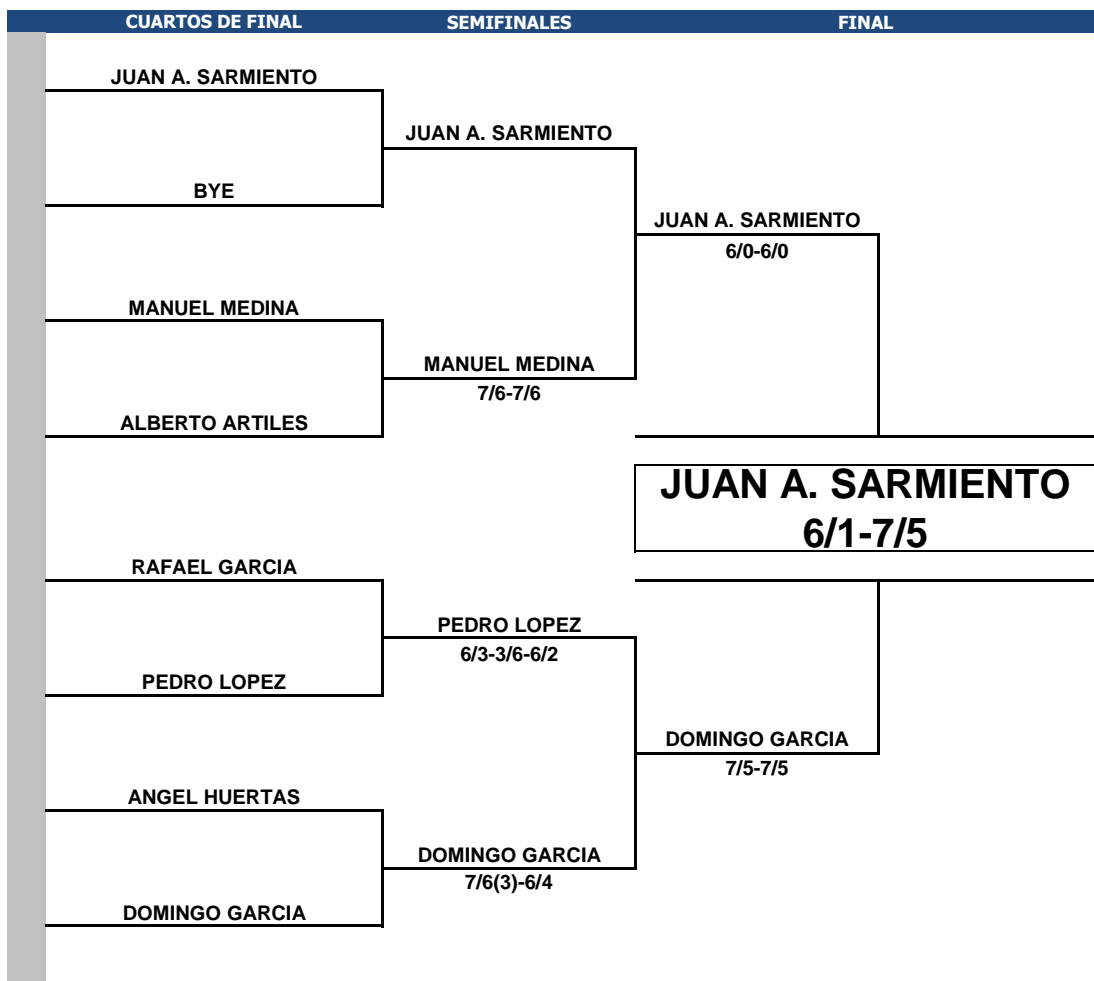 CUARTOS DE FINAL SEMIFINALES FINAL
JUAN A. SARMIENTO
JUAN A. SARMIENTO
BYE
JUAN A. SARMIENTO
6/0-6/0
MANUEL MEDINA
MANUEL MEDINA
7/6-7/6
ALBERTO ARTILES
JUAN A. SARMIENTO
6/1-7/5
RAFAEL GARCIA
PEDRO LOPEZ
6/3-3/6-6/2
PEDRO LOPEZ
DOMINGO GARCIA
7/5-7/5
ANGEL HUERTAS
DOMINGO GARCIA
7/6(3)-6/4
DOMINGO GARCIA